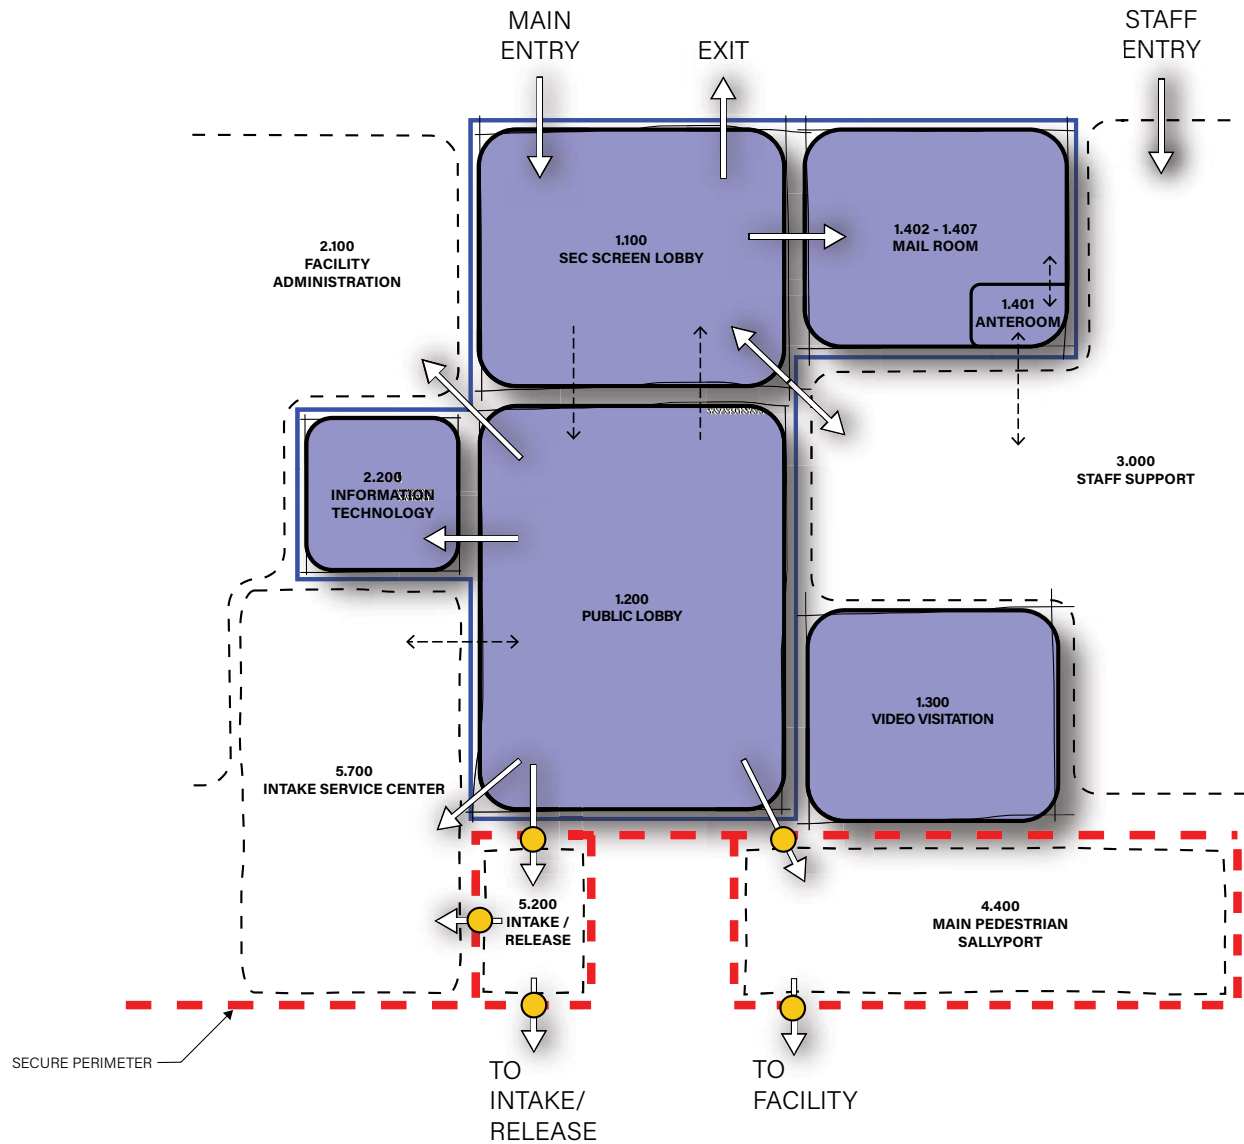 MAIN
ENTRY
EXIT
STAFF
ENTRY
2.100
FACILITY
ADMINISTRATION
1.100
SEC SCREEN LOBBY
1.402 - 1.407
MAIL ROOM
1.401
ANTEROOM
2.200
INFORMATION
TECHNOLOGY
3.000
STAFF SUPPORT
1.200
PUBLIC LOBBY
1.300
VIDEO VISITATION
5.700
INTAKE SERVICE CENTER
5.200
INTAKE /
RELEASE
4.400
MAIN PEDESTRIAN
SALLYPORT
SECURE PERIMETER
TO
INTAKE/
RELEASE
TO
FACILITY